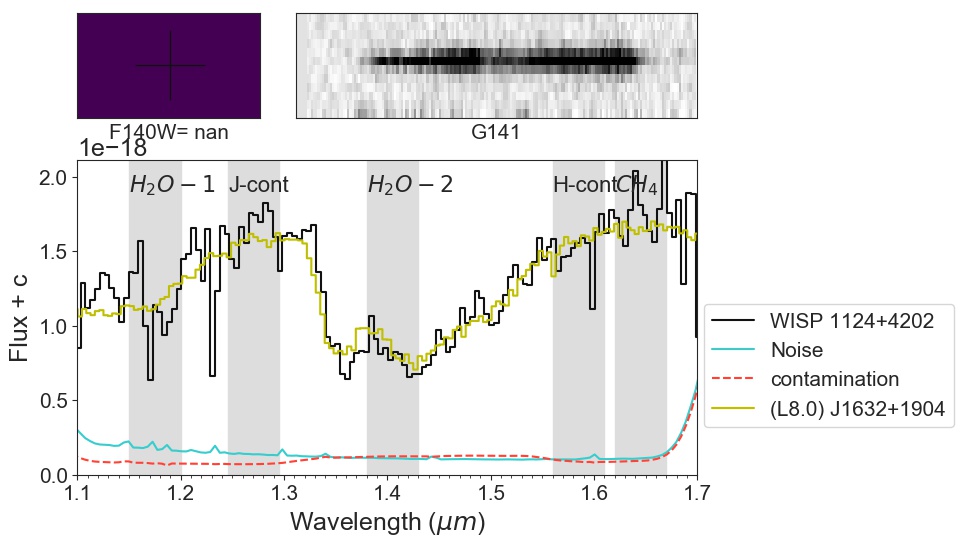 F140W= nan
G141
1e−18
H₂O − 1 J-cont H₂O − 2 H-cont CH₄
2.0
1.5
1.0
0.5
0.0
1.1 1.2 1.3 1.4 1.5 1.6 1.7
Flux + c
Wavelength (μm)
WISP 1124+4202
Noise
contamination
(L8.0) J1632+1904